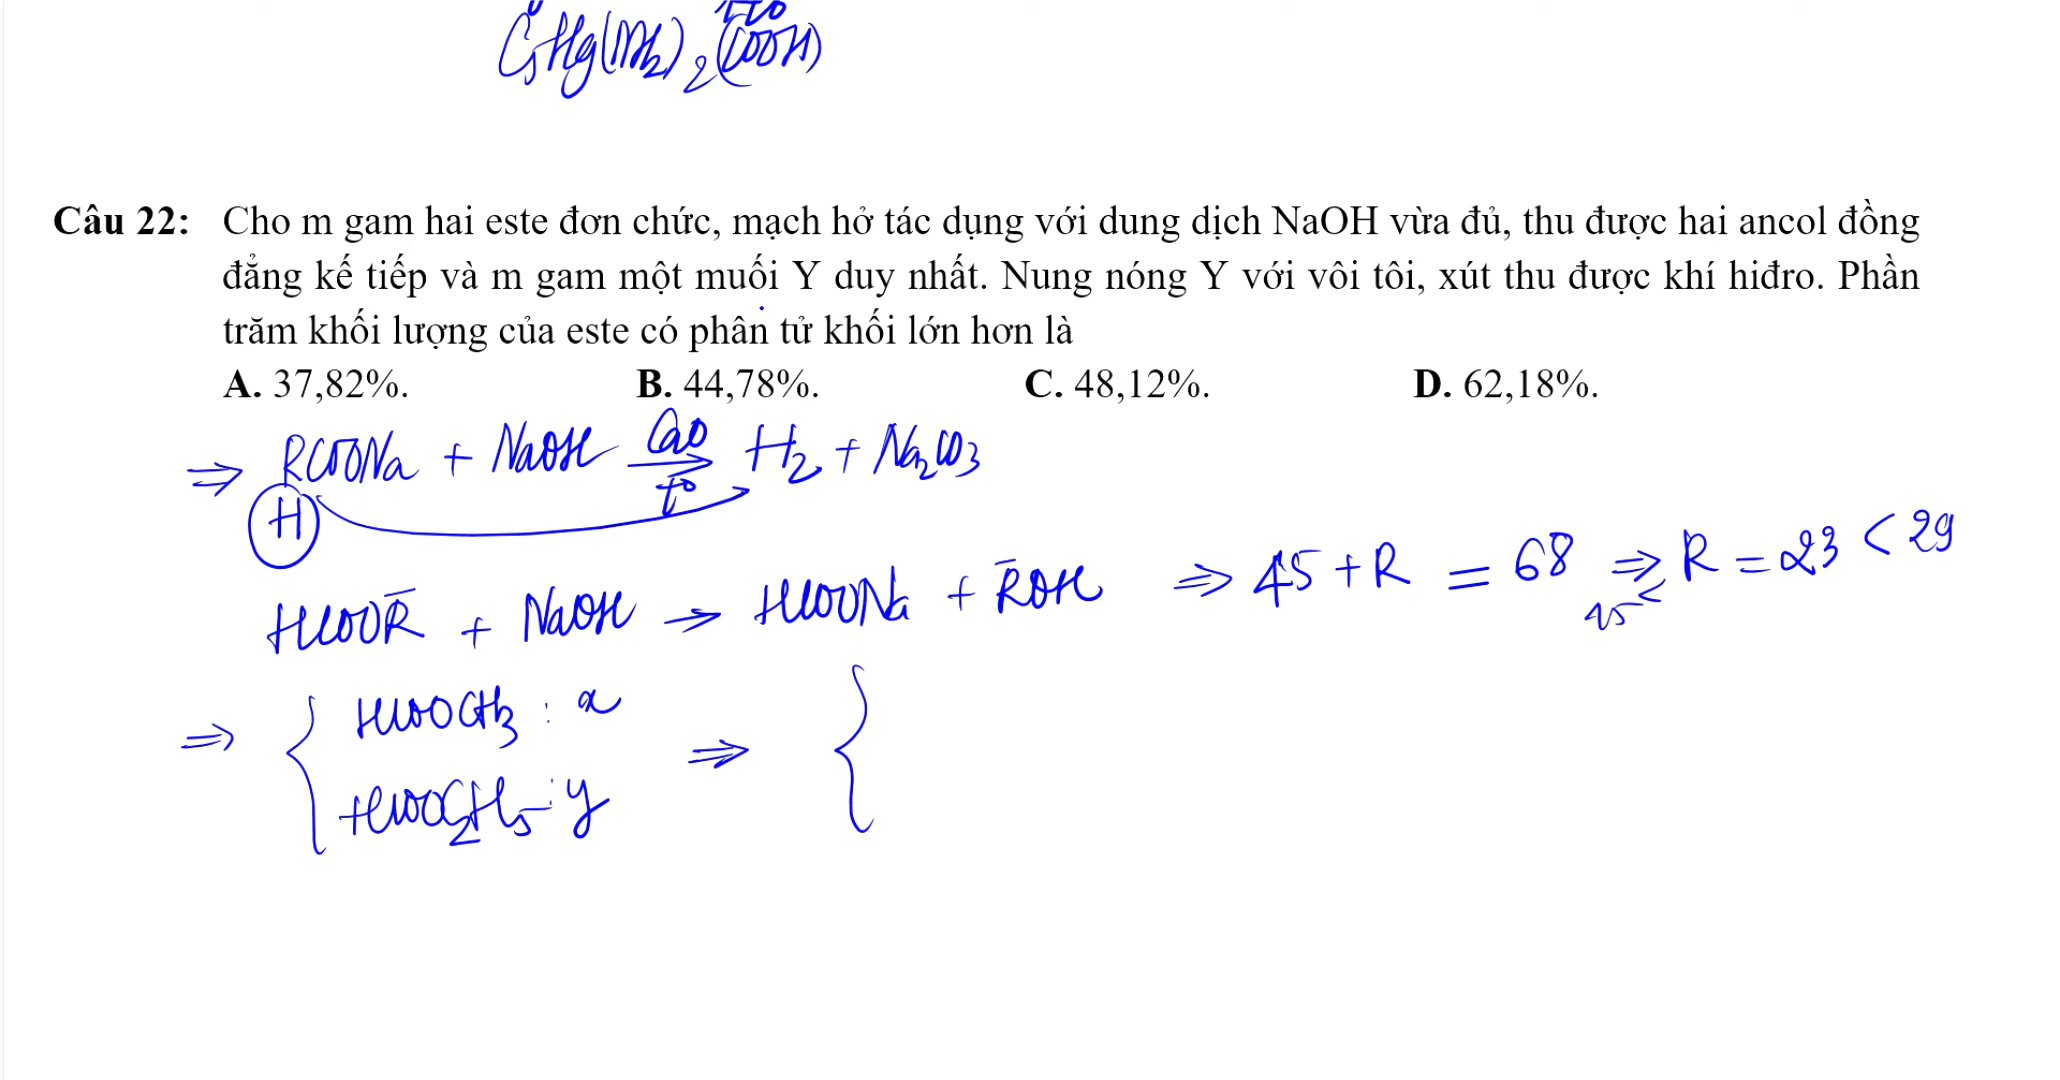 C₅H₉(NH₂)₂(COOH)
Câu 22: Cho m gam hai este đơn chức, mạch hở tác dụng với dung dịch NaOH vừa đủ, thu được hai ancol đồng
đẳng kế tiếp và m gam một muối Y duy nhất. Nung nóng Y với vôi tôi, xút thu được khí hiđro. Phần
trăm khối lượng của este có phân tử khối lớn hơn là
A. 37,82%. B. 44,78%. C. 48,12%. D. 62,18%.
⇒ RCOONa + NaOH CaO t° → H₂ + Na₂CO₃
H
HCOOR̄ + NaOH → HCOONa + R̄OH ⇒ 45 + R = 68 ⇒ 15 < R = 23 < 29
⇒ { HCOOCH₃ : x ⇒ {
HCOOC₂H₅ : y